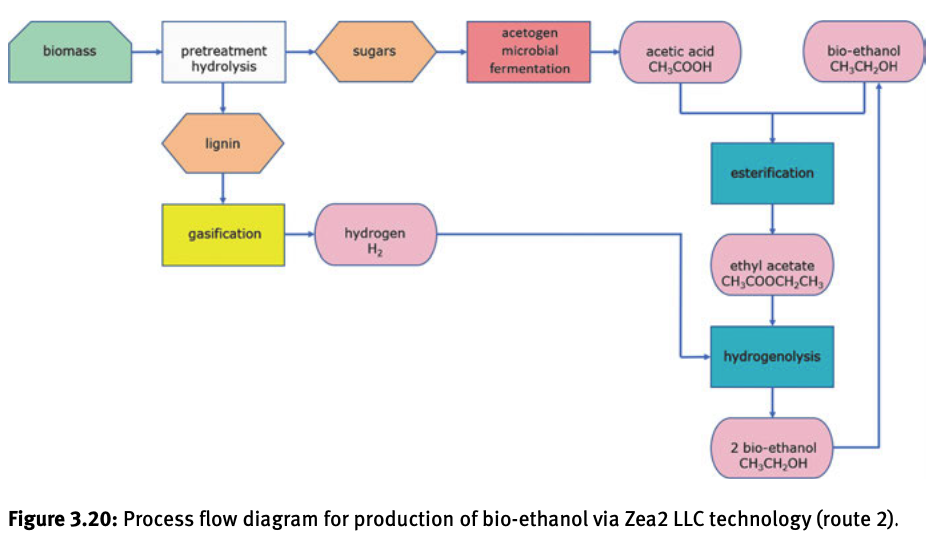 biomass
pretreatment
hydrolysis
sugars
acetogen
microbial
fermentation
acetic acid
CH₃COOH
bio-ethanol
CH₃CH₂OH
lignin
esterification
gasification
hydrogen
H₂
ethyl acetate
CH₃COOCH₂CH₃
hydrogenolysis
2 bio-ethanol
CH₃CH₂OH
Figure 3.20: Process flow diagram for production of bio-ethanol via Zea2 LLC technology (route 2).